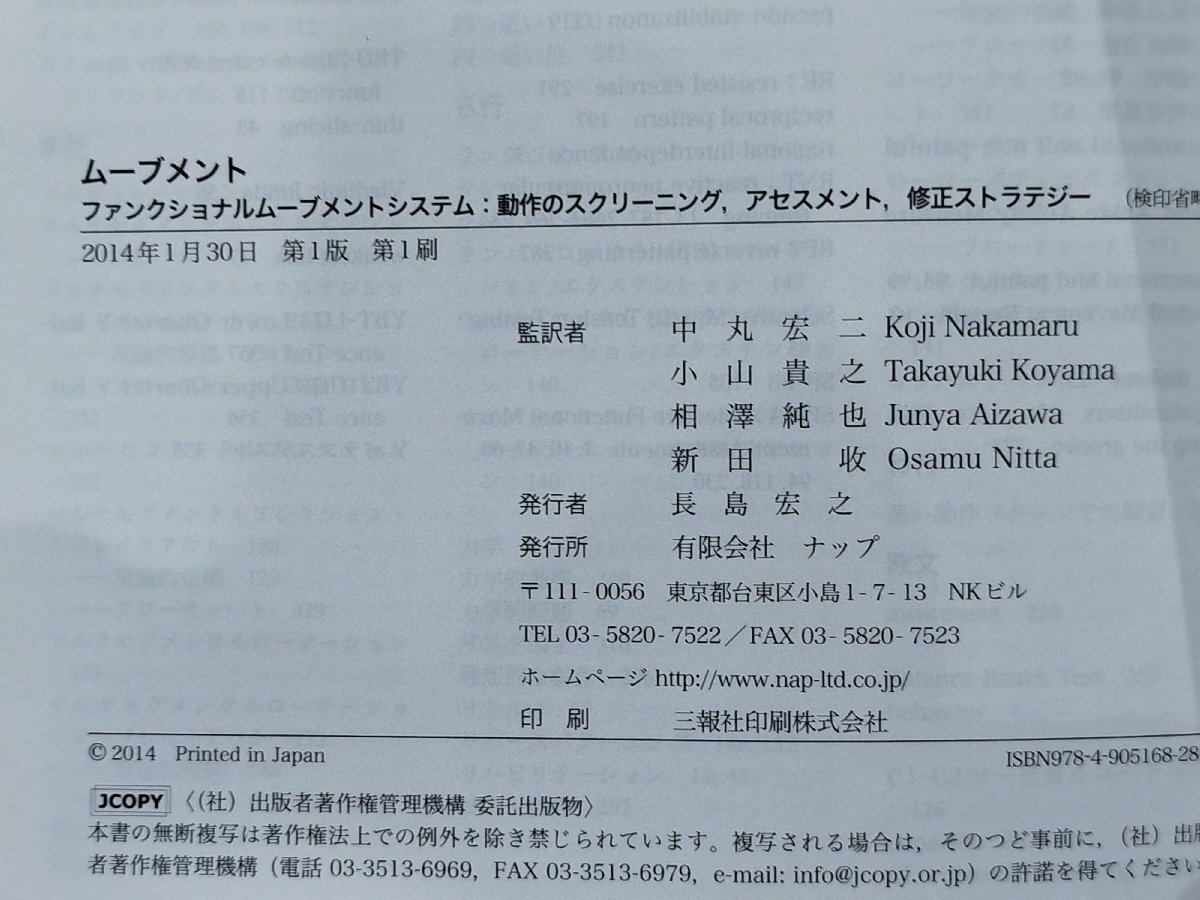 ムーブメント
ファンクショナルムーブメントシステム：動作のスクリーニング，アセスメント，修正ストラテジー （検印省略
2014年1月30日 第1版 第1刷
監訳者 中丸宏二 Koji Nakamaru
小山貴之 Takayuki Koyama
相澤純也 Junya Aizawa
新田 収 Osamu Nitta
発行者 長島宏之
発行所 有限会社 ナップ
〒111-0056 東京都台東区小島1-7-13 NKビル
TEL 03-5820-7522／FAX 03-5820-7523
ホームページ http://www.nap-ltd.co.jp/
印 刷 三報社印刷株式会社
©2014 Printed in Japan
ISBN978-4-905168-28
JCOPY 〈（社）出版者著作権管理機構 委託出版物〉
本書の無断複写は著作権法上での例外を除き禁じられています。複写される場合は，そのつど事前に，（社）出版
者著作権管理機構（電話 03-3513-6969，FAX 03-3513-6979，e-mail: info@jcopy.or.jp）の許諾を得てください